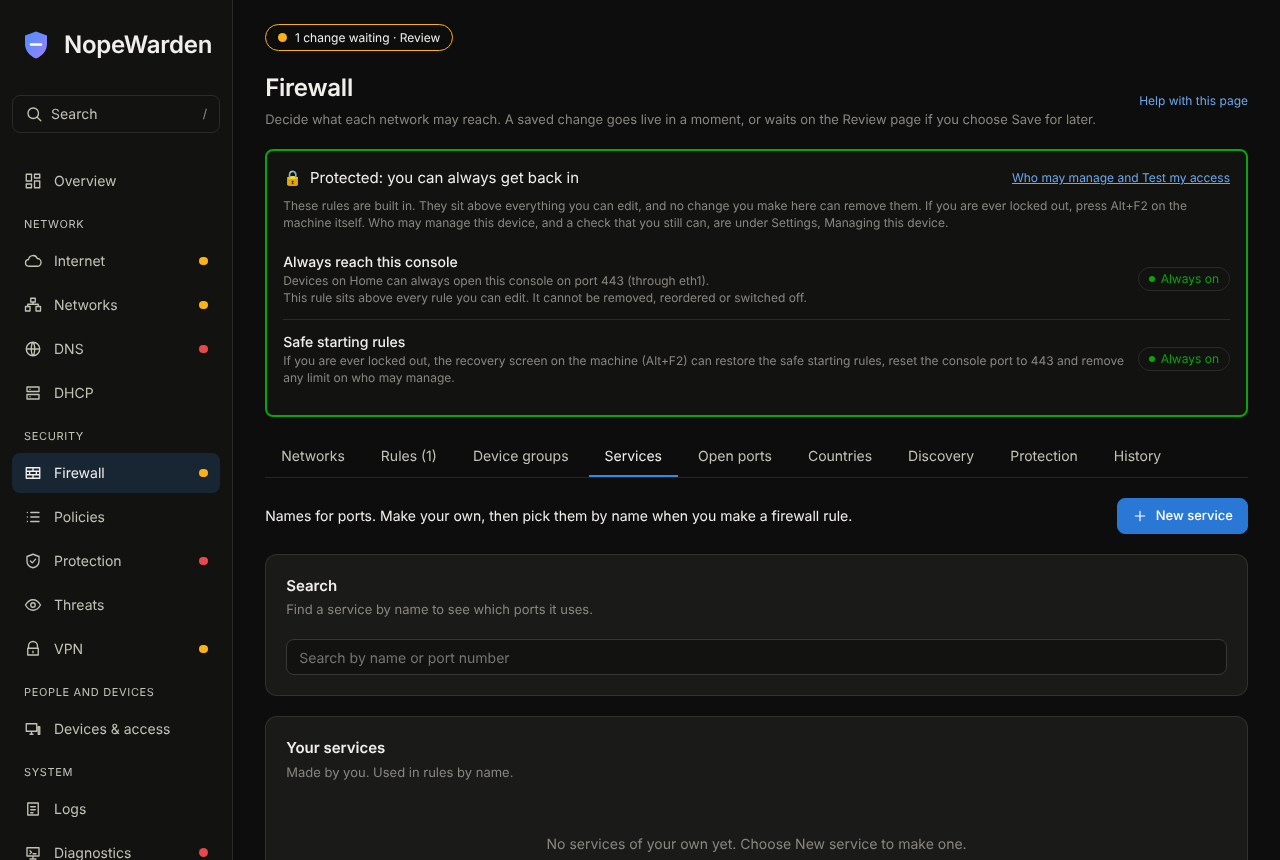 NopeWarden
Search /
Overview
NETWORK
Internet
Networks
DNS
DHCP
SECURITY
Firewall
Policies
Protection
Threats
VPN
PEOPLE AND DEVICES
Devices & access
SYSTEM
Logs
Diagnostics
1 change waiting · Review
Firewall
Help with this page
Decide what each network may reach. A saved change goes live in a moment, or waits on the Review page if you choose Save for later.
Protected: you can always get back in
Who may manage and Test my access
These rules are built in. They sit above everything you can edit, and no change you make here can remove them. If you are ever locked out, press Alt+F2 on the
machine itself. Who may manage this device, and a check that you still can, are under Settings, Managing this device.
Always reach this console
Devices on Home can always open this console on port 443 (through eth1).
This rule sits above every rule you can edit. It cannot be removed, reordered or switched off.
Always on
Safe starting rules
If you are ever locked out, the recovery screen on the machine (Alt+F2) can restore the safe starting rules, reset the console port to 443 and remove
any limit on who may manage.
Always on
Networks Rules (1) Device groups Services Open ports Countries Discovery Protection History
Names for ports. Make your own, then pick them by name when you make a firewall rule.
New service
Search
Find a service by name to see which ports it uses.
Search by name or port number
Your services
Made by you. Used in rules by name.
No services of your own yet. Choose New service to make one.